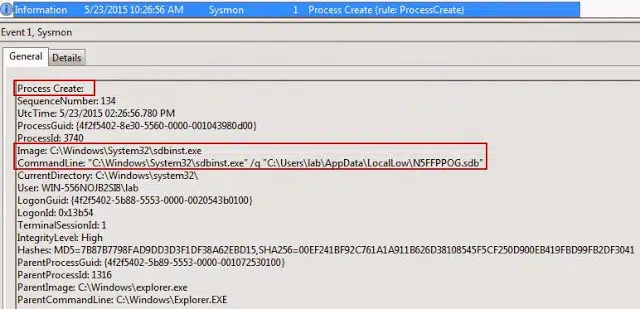 Information 5/23/2015 10:26:56 AM Sysmon 1 Process Create (rule: ProcessCreate)
Event 1, Sysmon
General Details
Process Create:
SequenceNumber: 134
UtcTime: 5/23/2015 02:26:56.780 PM
ProcessGuid: {4f2f5402-8e30-5560-0000-001043980d00}
ProcessId: 3740
Image: C:\Windows\System32\sdbinst.exe
CommandLine: "C:\Windows\System32\sdbinst.exe" /q "C:\Users\lab\AppData\LocalLow\N5FFPPOG.sdb"
CurrentDirectory: C:\Windows\system32\
User: WIN-556NOJB2SI8\lab
LogonGuid: {4f2f5402-5b88-5553-0000-0020543b0100}
LogonId: 0x13b54
TerminalSessionId: 1
IntegrityLevel: High
Hashes: MD5=7B87B7798FAD9DD3D3F1DF38A62EBD15,SHA256=00EF241BF92C761A1A911B626D38108545F5CF250D900EB419FBD99FB2DF3041
ParentProcessGuid: {4f2f5402-5b89-5553-0000-001072530100}
ParentProcessId: 1316
ParentImage: C:\Windows\explorer.exe
ParentCommandLine: C:\Windows\Explorer.EXE